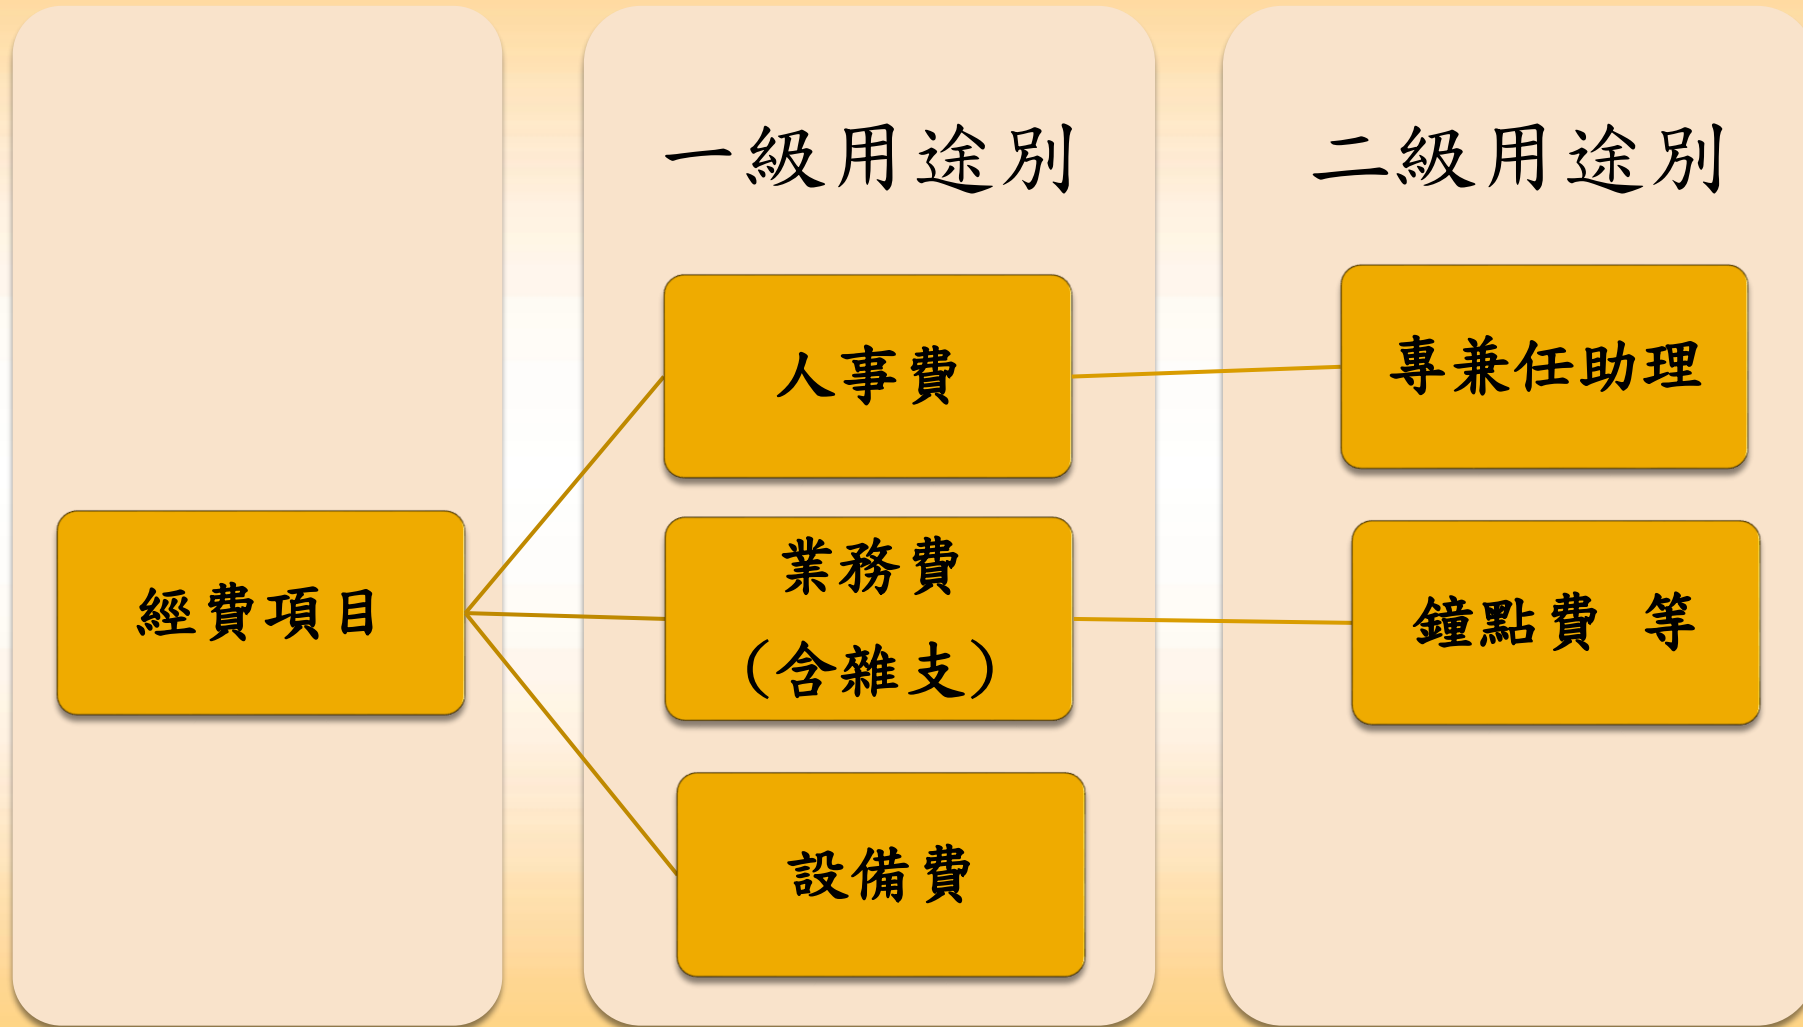 一級用途別
二級用途別
經費項目
人事費
業務費
（含雜支）
設備費
專兼任助理
鐘點費 等